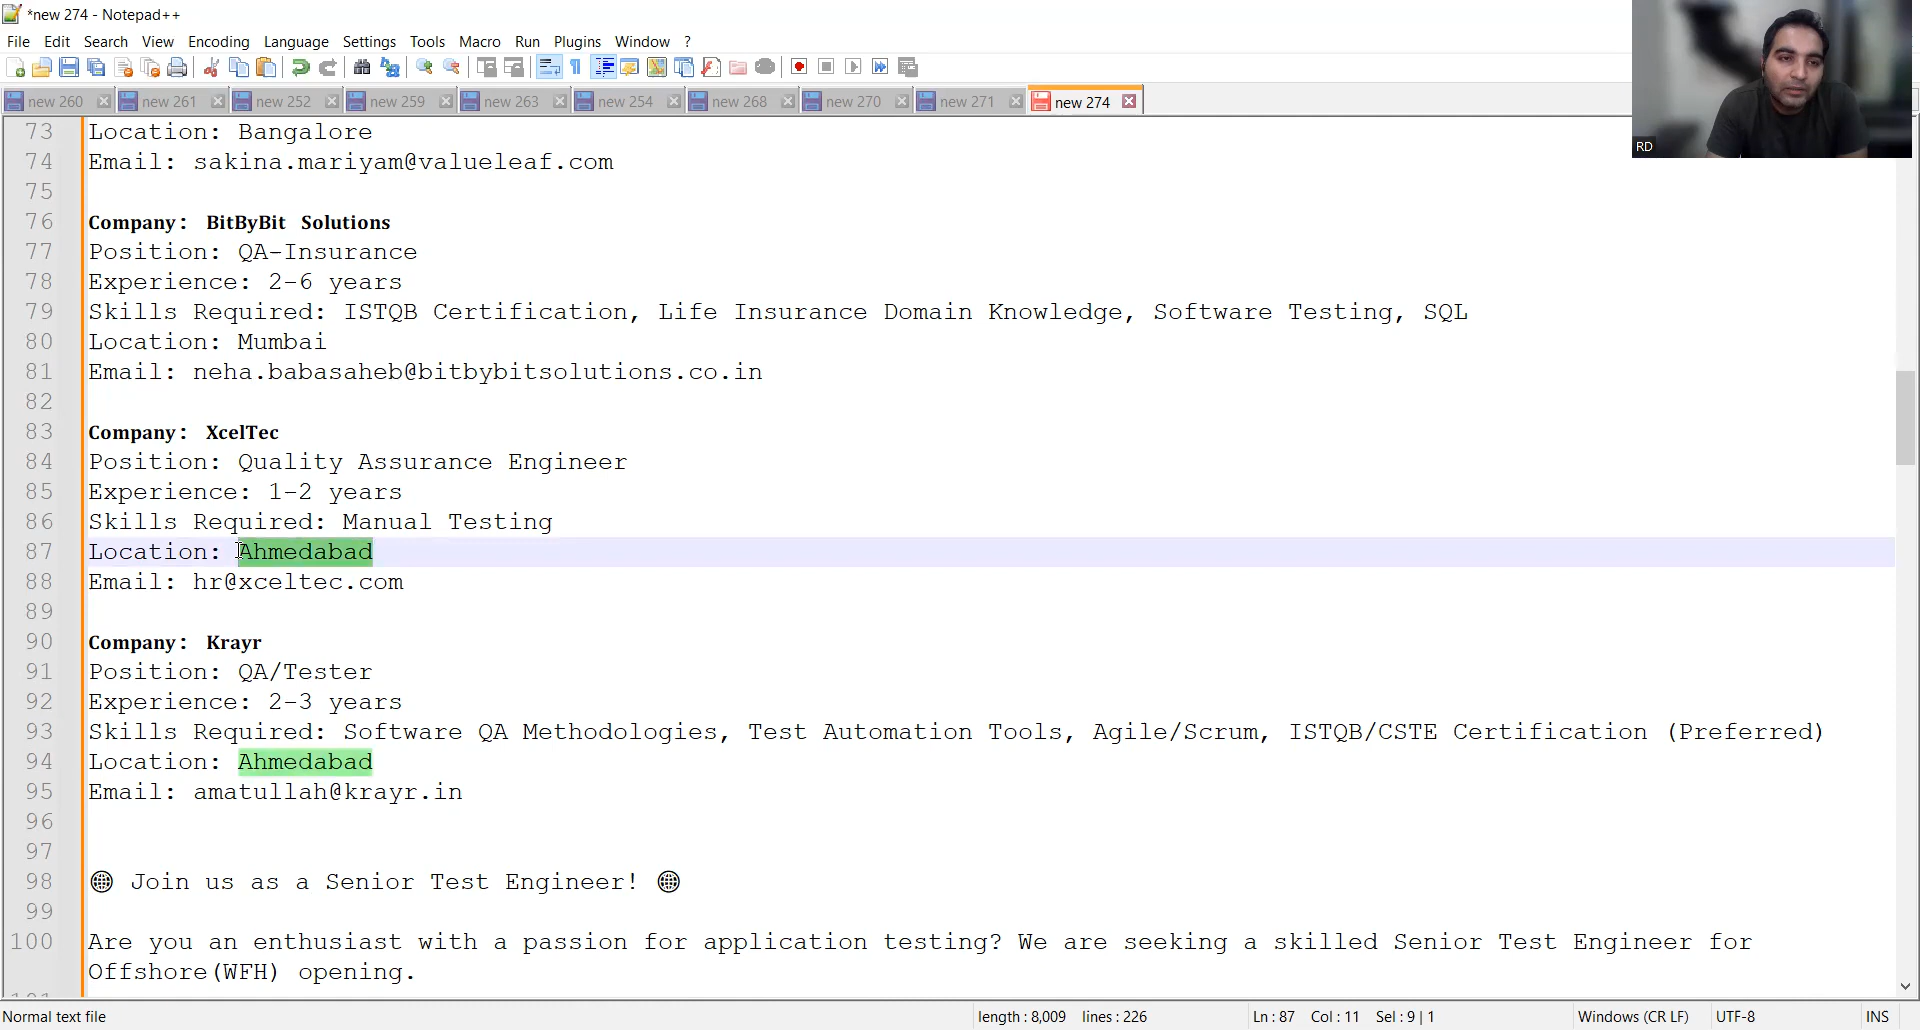 *new 274 - Notepad++
File Edit Search View Encoding Language Settings Tools Macro Run Plugins Window ?
new 260 new 261 new 252 new 259 new 263 new 254 new 268 new 270 new 271 new 274
RD
73 Location: Bangalore
74 Email: sakina.mariyam@valueleaf.com
75
76 Company: BitByBit Solutions
77 Position: QA-Insurance
78 Experience: 2-6 years
79 Skills Required: ISTQB Certification, Life Insurance Domain Knowledge, Software Testing, SQL
80 Location: Mumbai
81 Email: neha.babasaheb@bitbybitsolutions.co.in
82
83 Company: XcelTec
84 Position: Quality Assurance Engineer
85 Experience: 1-2 years
86 Skills Required: Manual Testing
87 Location: Ahmedabad
88 Email: hr@xceltec.com
89
90 Company: Krayr
91 Position: QA/Tester
92 Experience: 2-3 years
93 Skills Required: Software QA Methodologies, Test Automation Tools, Agile/Scrum, ISTQB/CSTE Certification (Preferred)
94 Location: Ahmedabad
95 Email: amatullah@krayr.in
96
97
98 🌐 Join us as a Senior Test Engineer! 🌐
99
100 Are you an enthusiast with a passion for application testing? We are seeking a skilled Senior Test Engineer for
Offshore(WFH) opening.
Normal text file length : 8,009 lines : 226 Ln : 87 Col : 11 Sel : 9 | 1 Windows (CR LF) UTF-8 INS